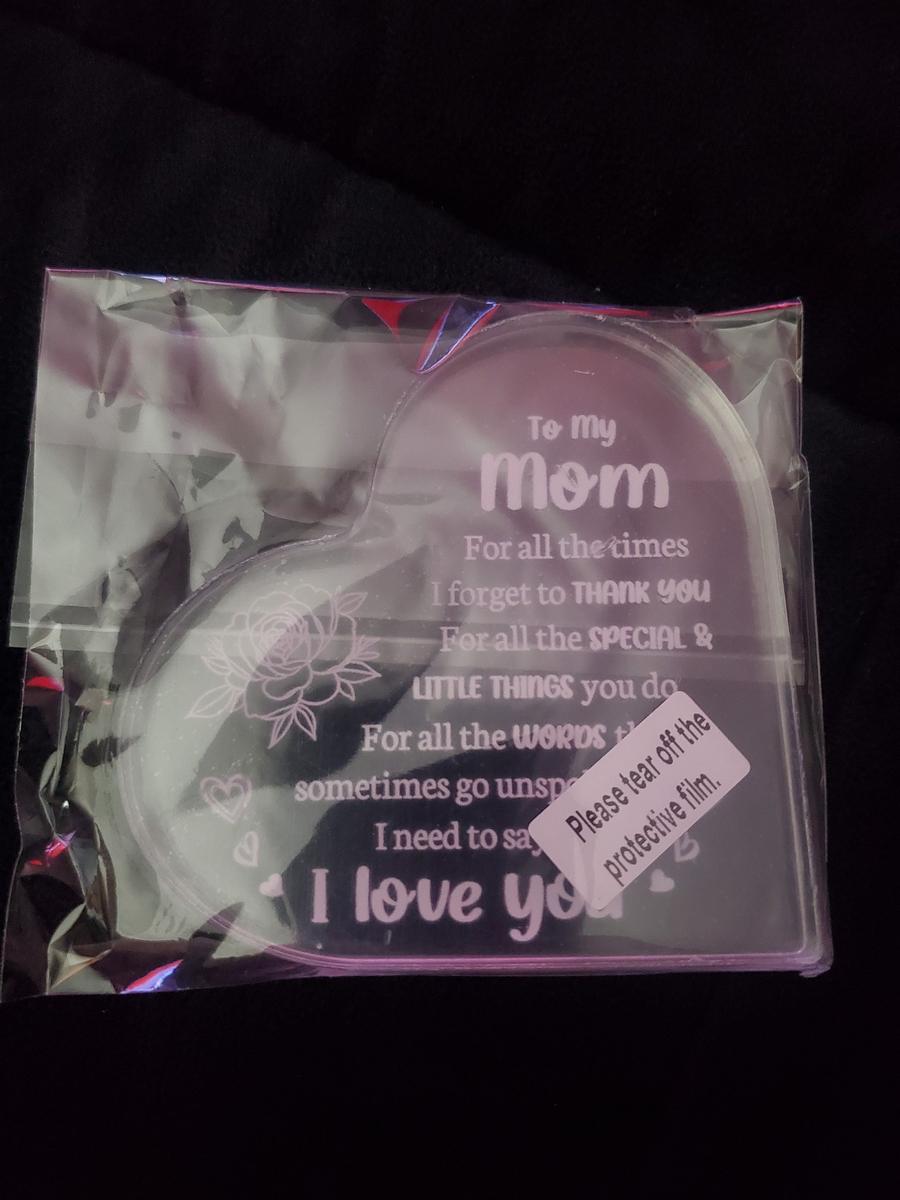 To My
Mom
For all the times
I forget to THANK YOU
For all the SPECIAL &
LITTLE THINGS you do
For all the WORDS
sometimes go
I need to say
I love you
Please tear off the
protective film.